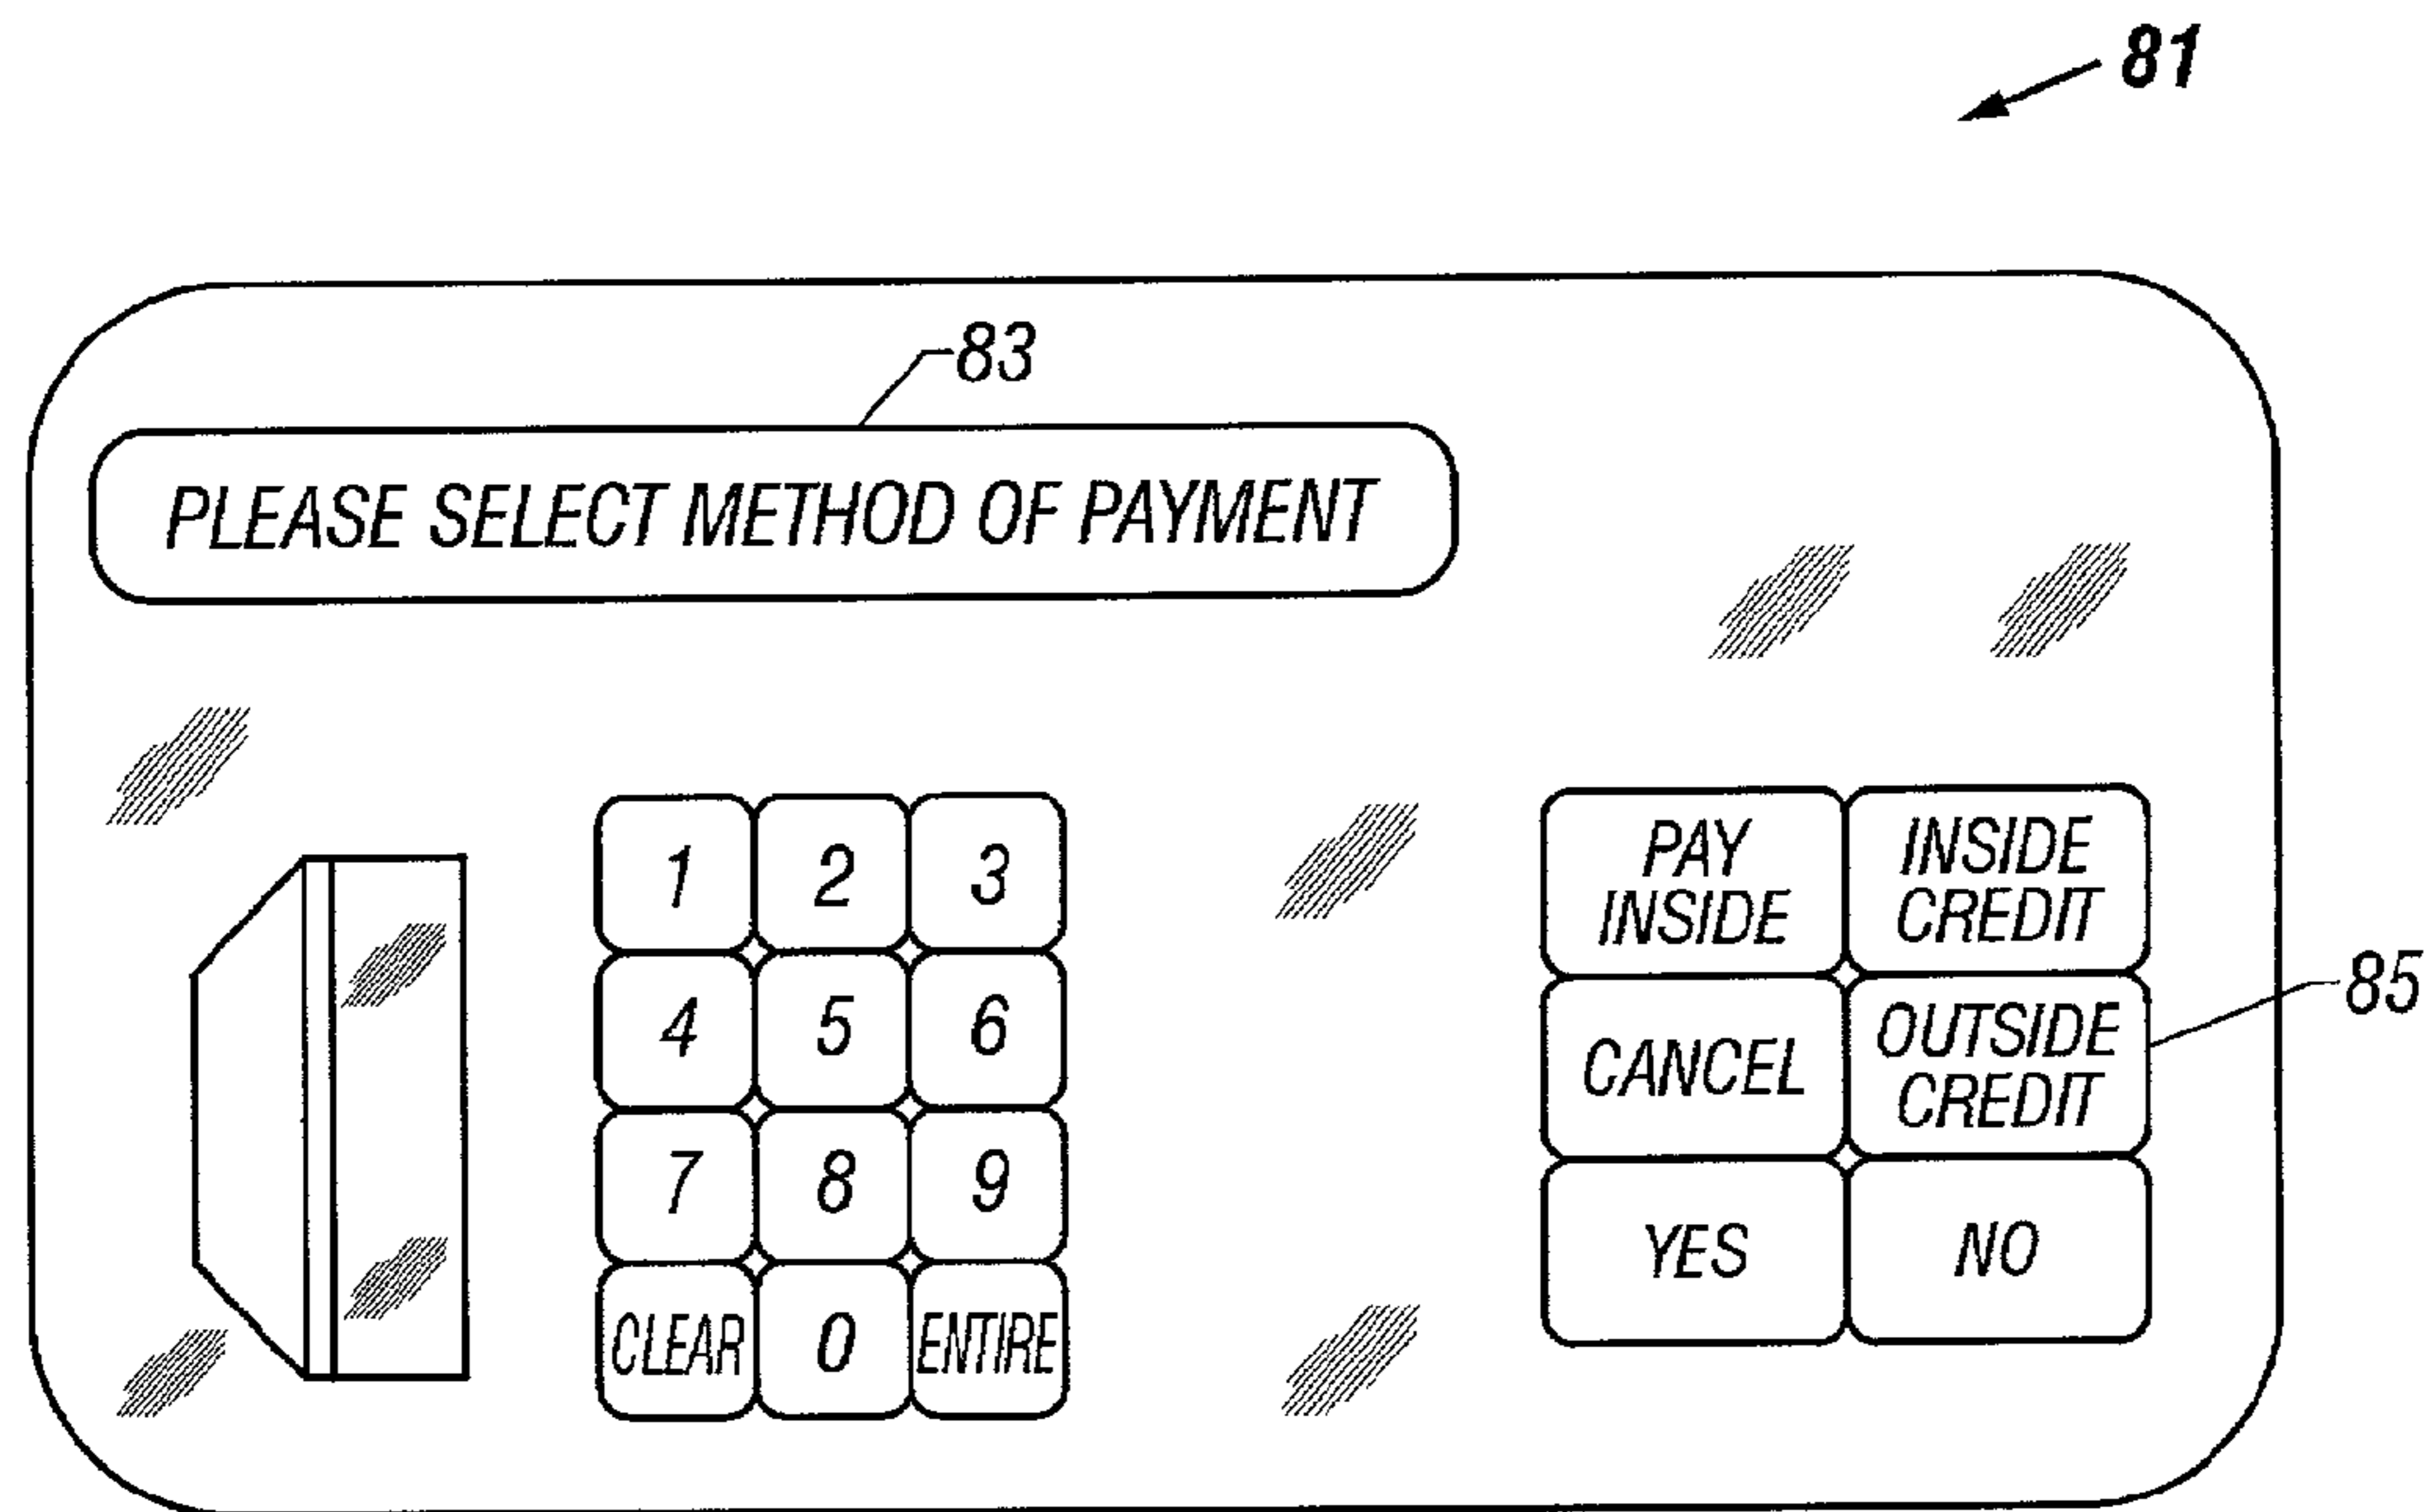 81
83
PLEASE SELECT METHOD OF PAYMENT
1 2 3
4 5 6
7 8 9
CLEAR 0 ENTIRE
PAY
INSIDE
INSIDE
CREDIT
CANCEL
OUTSIDE
CREDIT
85
YES
NO